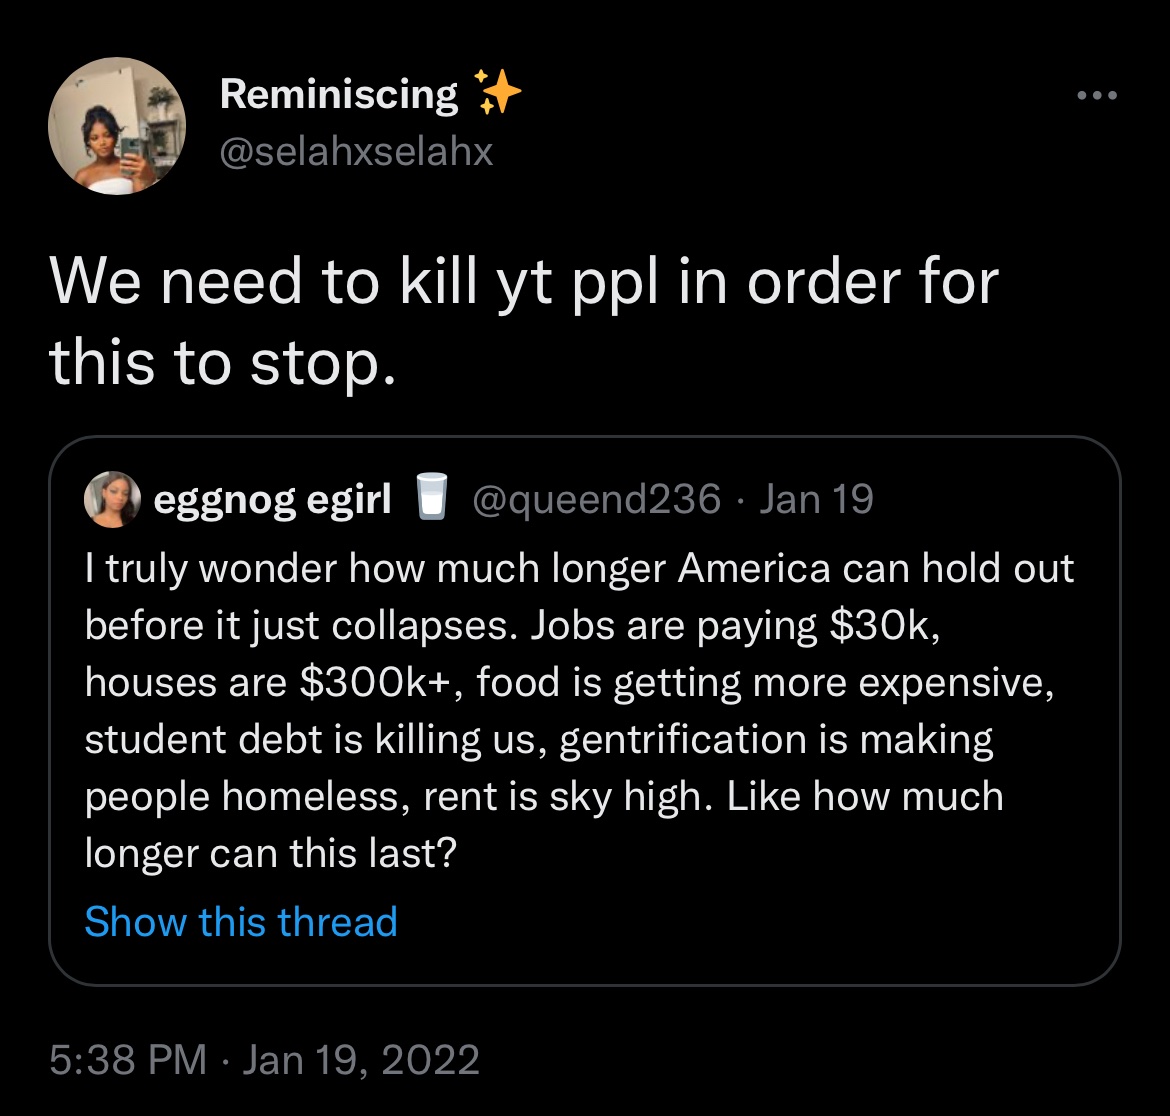 Reminiscing ✨
@selahxselahx
We need to kill yt ppl in order for
this to stop.
eggnog egirl 🥛 @queend236 · Jan 19
I truly wonder how much longer America can hold out
before it just collapses. Jobs are paying $30k,
houses are $300k+, food is getting more expensive,
student debt is killing us, gentrification is making
people homeless, rent is sky high. Like how much
longer can this last?
Show this thread
5:38 PM · Jan 19, 2022